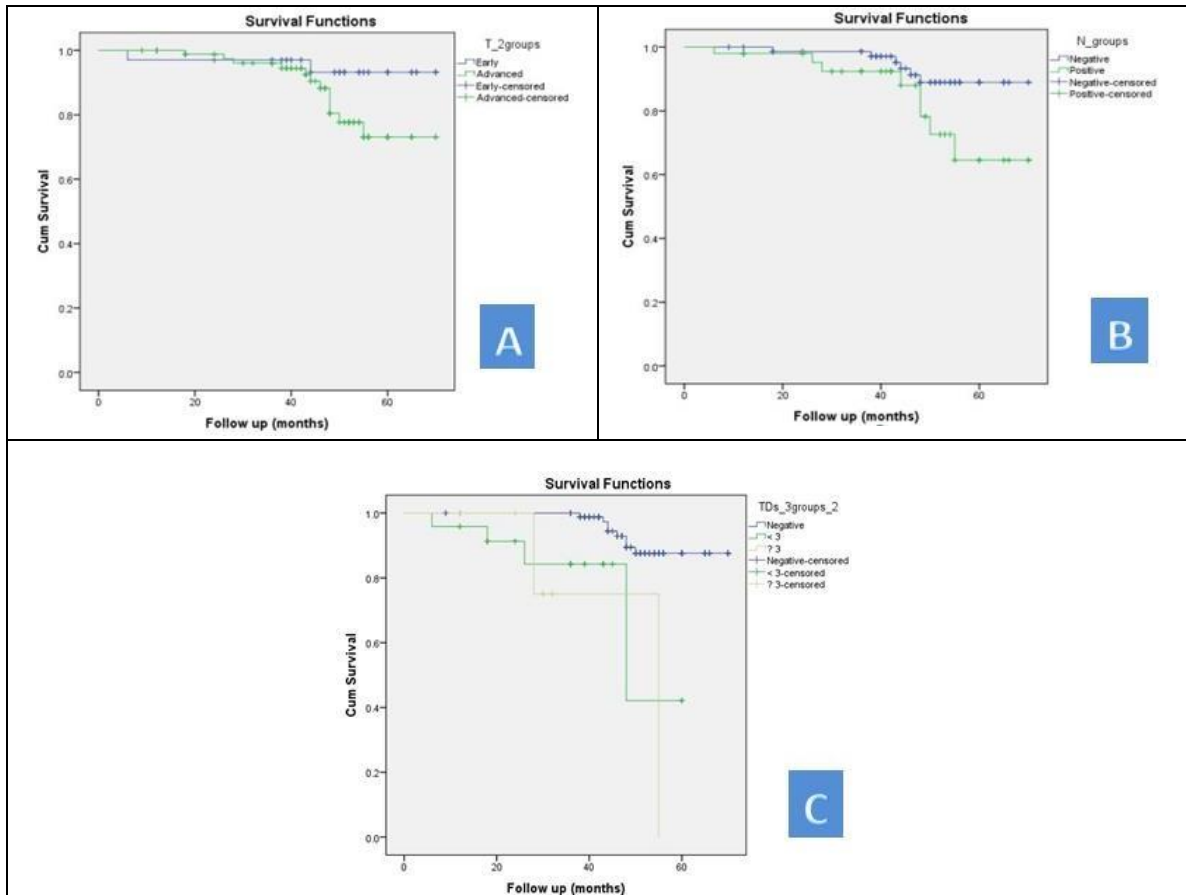 Survival Functions
T_2groups
Early
Advanced
Early-censored
Advanced-censored
1.0
0.8
0.6
0.4
0.2
0.0
Cum Survival
0 20 40 60
Follow up (months)
A
Survival Functions
N_groups
Negative
Positive
Negative-censored
Positive-censored
1.0
0.8
0.6
0.4
0.2
0.0
Cum Survival
0 20 40 60
Follow up (months)
B
Survival Functions
TDs_3groups_2
Negative
< 3
? 3
Negative-censored
< 3-censored
? 3-censored
1.0
0.8
0.6
0.4
0.2
0.0
Cum Survival
0 20 40 60
Follow up (months)
C